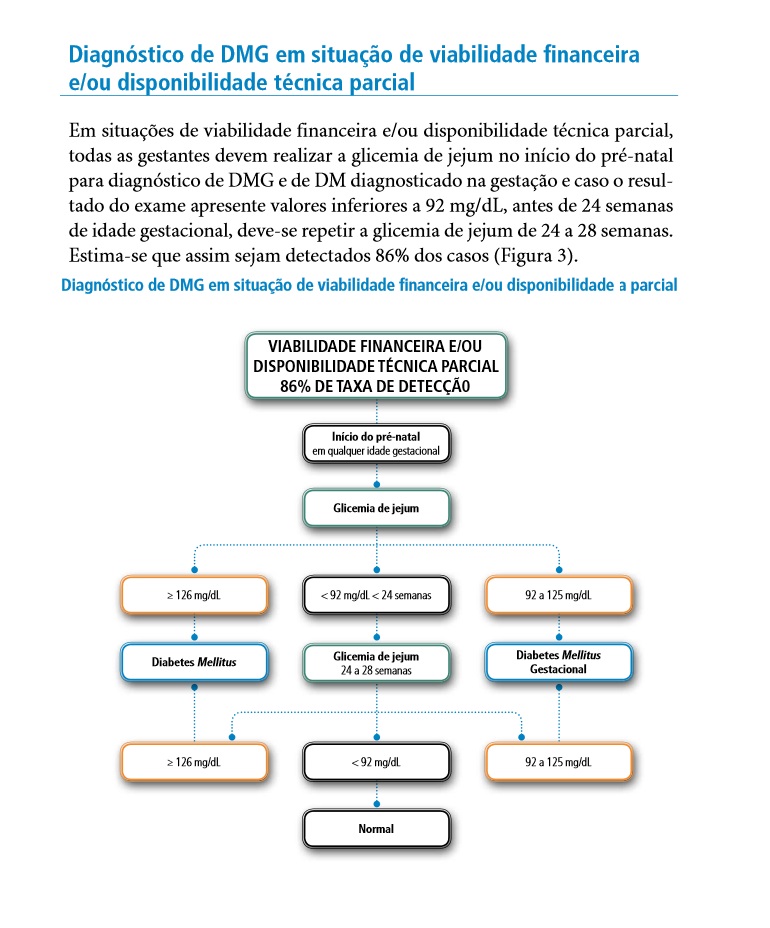 Diagnóstico de DMG em situação de viabilidade financeira
e/ou disponibilidade técnica parcial
Em situações de viabilidade financeira e/ou disponibilidade técnica parcial,
todas as gestantes devem realizar a glicemia de jejum no início do pré-natal
para diagnóstico de DMG e de DM diagnosticado na gestação e caso o resul-
tado do exame apresente valores inferiores a 92 mg/dL, antes de 24 semanas
de idade gestacional, deve-se repetir a glicemia de jejum de 24 a 28 semanas.
Estima-se que assim sejam detectados 86% dos casos (Figura 3).
Diagnóstico de DMG em situação de viabilidade financeira e/ou disponibilidade a parcial
VIABILIDADE FINANCEIRA E/OU
DISPONIBILIDADE TÉCNICA PARCIAL
86% DE TAXA DE DETECÇÃO
Início do pré-natal
em qualquer idade gestacional
Glicemia de jejum
≥ 126 mg/dL
< 92 mg/dL < 24 semanas
92 a 125 mg/dL
Diabetes Mellitus
Glicemia de jejum
24 a 28 semanas
Diabetes Mellitus
Gestacional
≥ 126 mg/dL
< 92 mg/dL
92 a 125 mg/dL
Normal